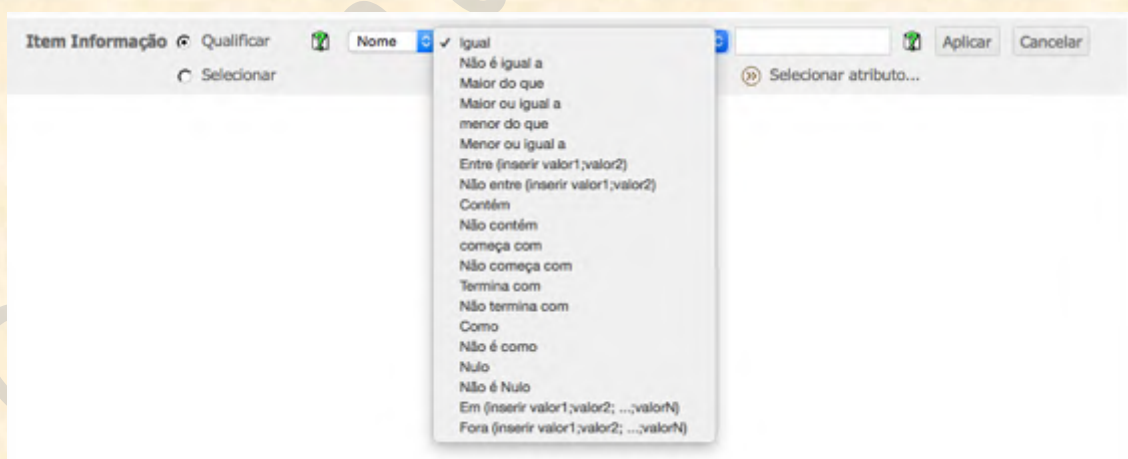 Item Informação Qualificar Nome Igual Aplicar Cancelar
Não é igual a
Selecionar Maior do que Selecionar atributo...
Maior ou igual a
menor do que
Menor ou igual a
Entre (inserir valor1;valor2)
Não entre (inserir valor1;valor2)
Contém
Não contém
começa com
Não começa com
Termina com
Não termina com
Como
Não é como
Nulo
Não é Nulo
Em (inserir valor1;valor2; ...;valorN)
Fora (inserir valor1;valor2; ...;valorN)